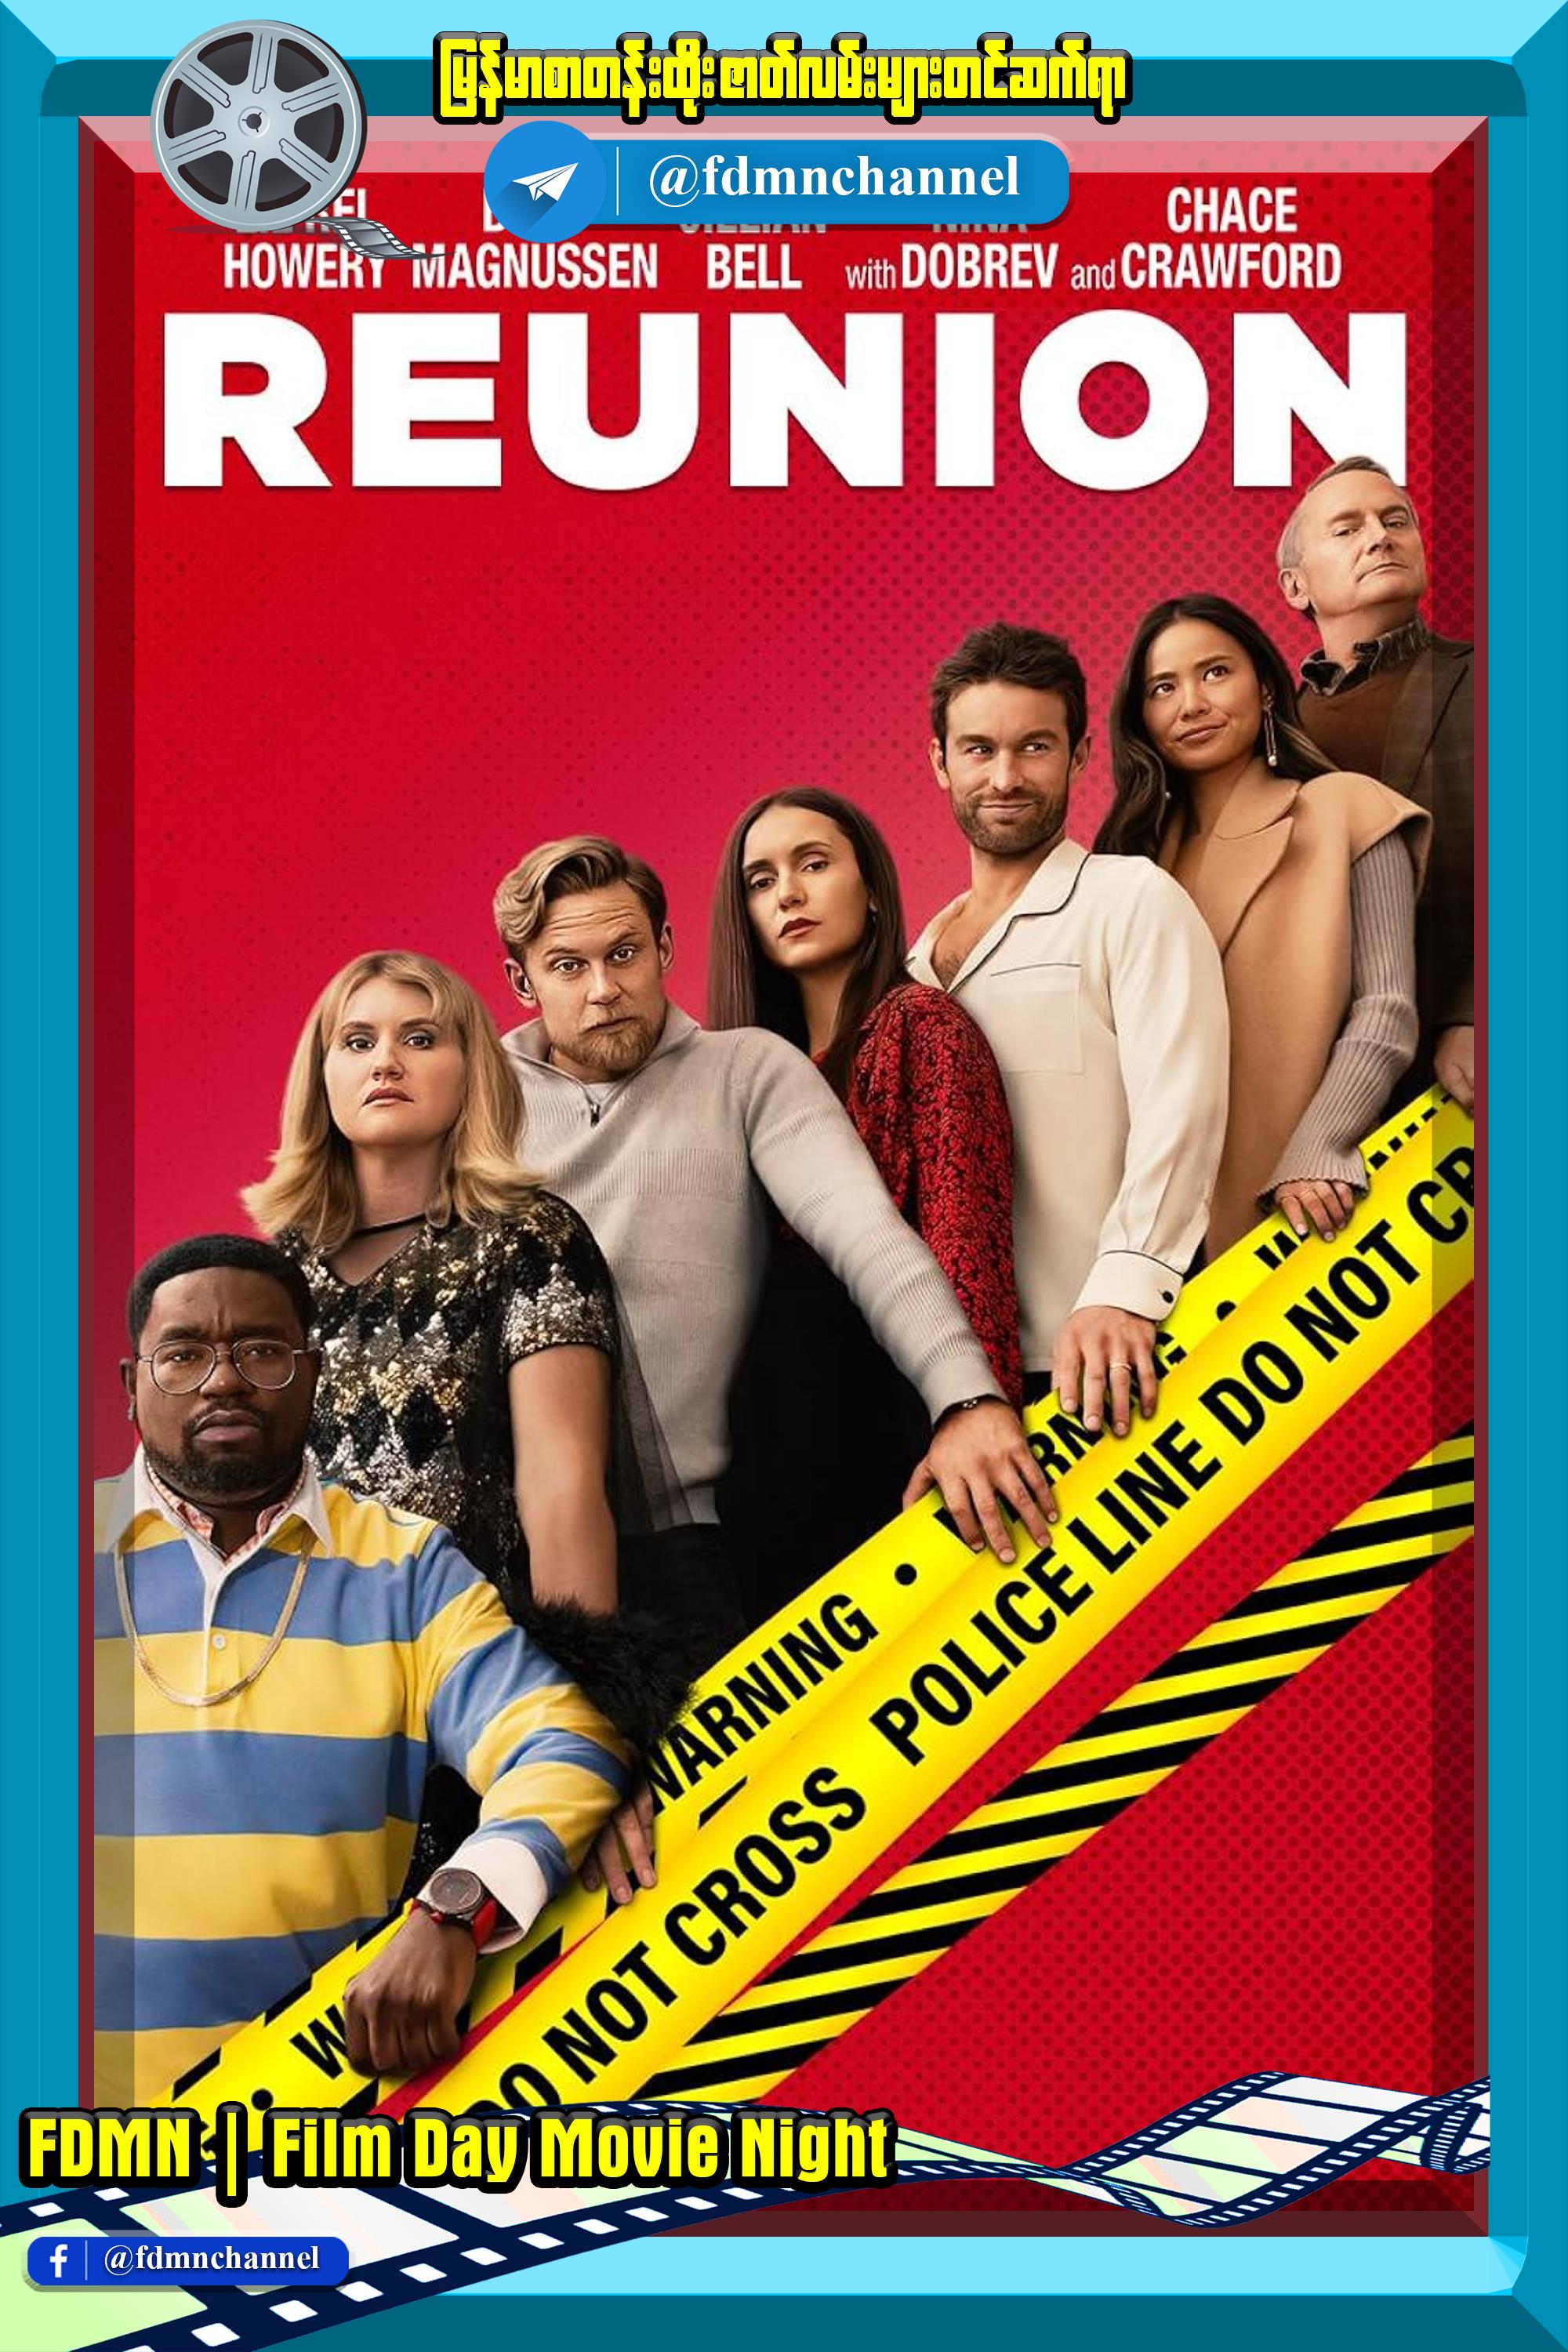 မြန်မာစာတန်းထိုး ဇာတ်လမ်းများတင်ဆက်ရာ
@fdmnchannel
CHACE
HOWERY MAGNUSSEN BELL with DOBREV and CRAWFORD
REUNION
WARNING •
POLICE LINE DO NOT
DO NOT CROSS
FDMN | Film Day Movie Night
@fdmnchannel